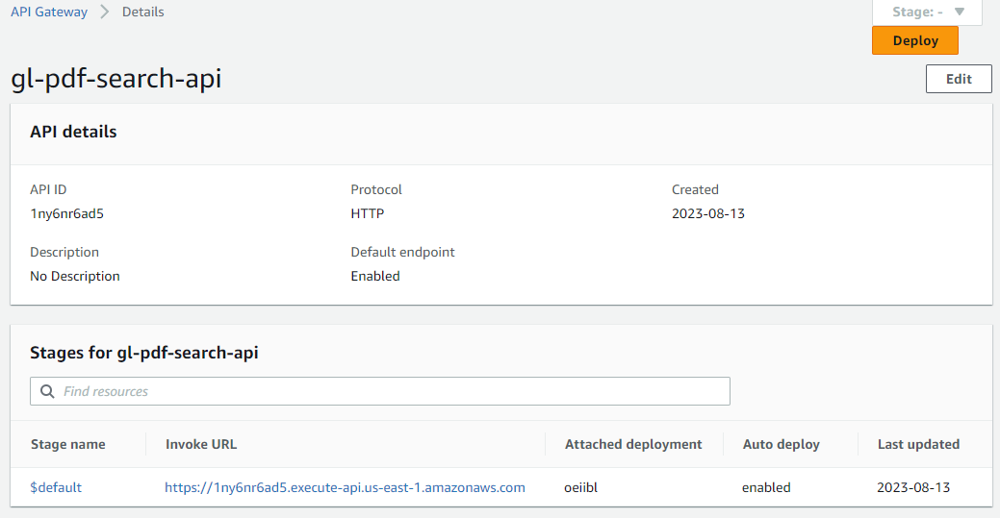 API Gateway > Details
Stage: - ▼
Deploy
gl-pdf-search-api
Edit
API details
API ID Protocol Created
1ny6nr6ad5 HTTP 2023-08-13
Description Default endpoint
No Description Enabled
Stages for gl-pdf-search-api
Find resources
Stage name Invoke URL Attached deployment Auto deploy Last updated
$default https://1ny6nr6ad5.execute-api.us-east-1.amazonaws.com oeiibl enabled 2023-08-13